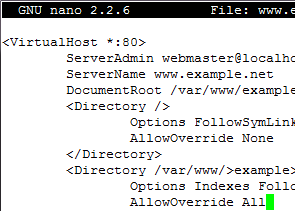 GNU nano 2.2.6 File: www.e
<VirtualHost *:80>
ServerAdmin webmaster@localho
ServerName www.example.net
DocumentRoot /var/www/example
<Directory />
Options FollowSymLink
AllowOverride None
</Directory>
<Directory /var/www/>example>
Options Indexes Follo
AllowOverride All